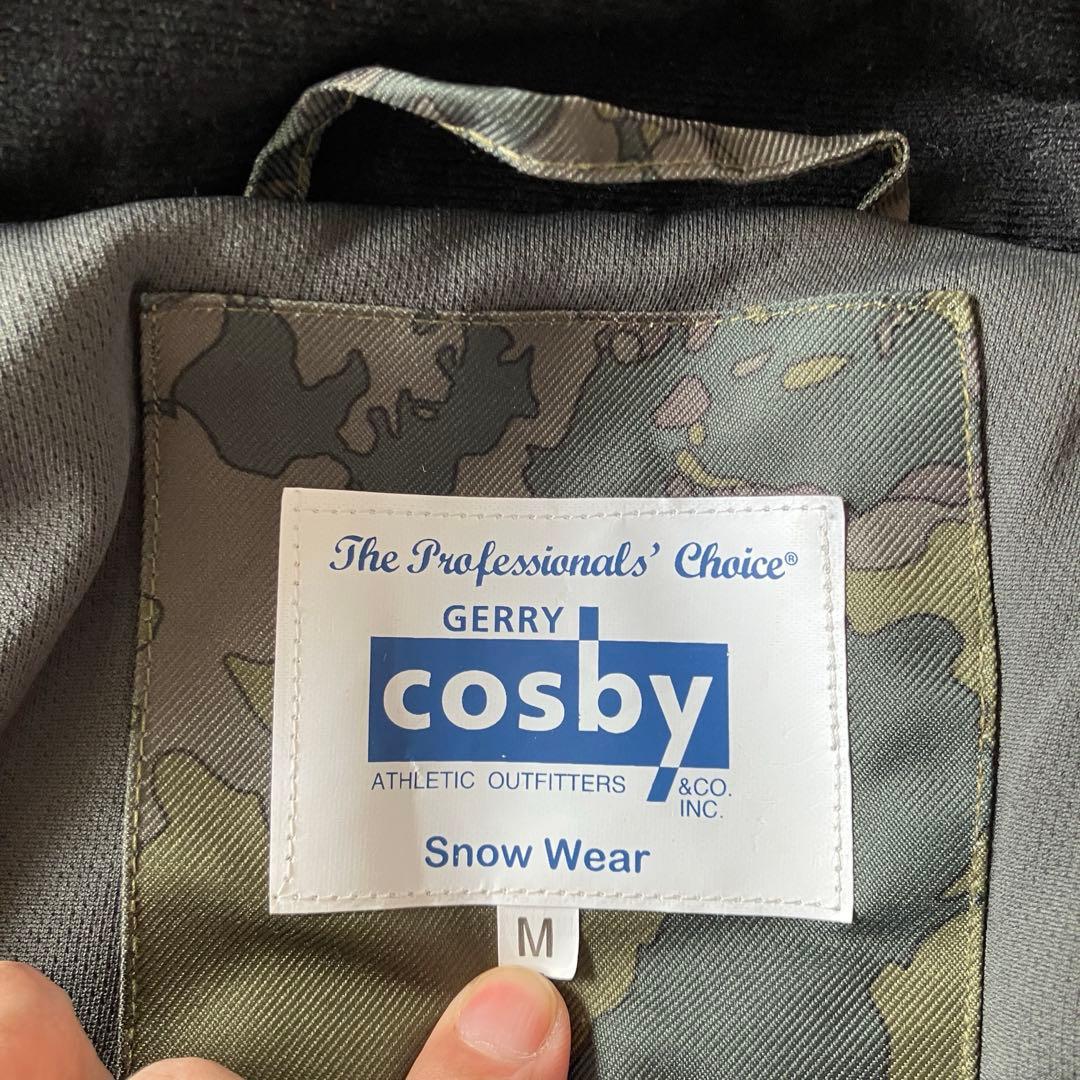 The Professionals' Choice®
GERRY
cosby
ATHLETIC OUTFITTERS &CO.
INC.
Snow Wear
M